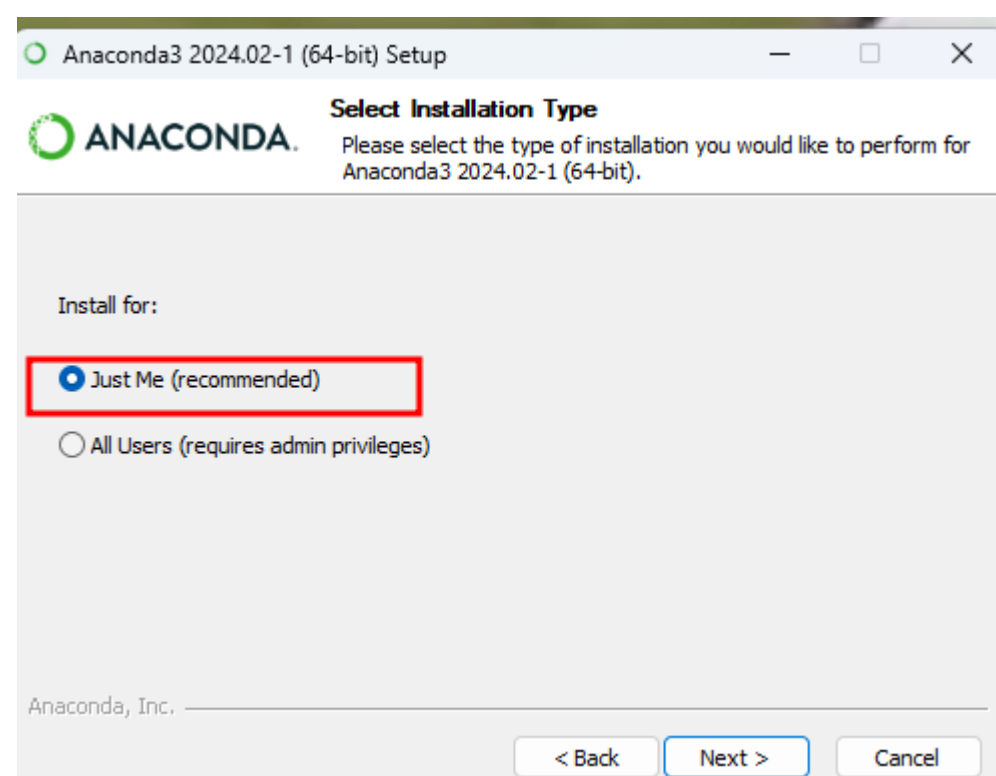 Anaconda3 2024.02-1 (64-bit) Setup
ANACONDA.
Select Installation Type
Please select the type of installation you would like to perform for
Anaconda3 2024.02-1 (64-bit).
Install for:
Just Me (recommended)
All Users (requires admin privileges)
Anaconda, Inc.
< Back
Next >
Cancel